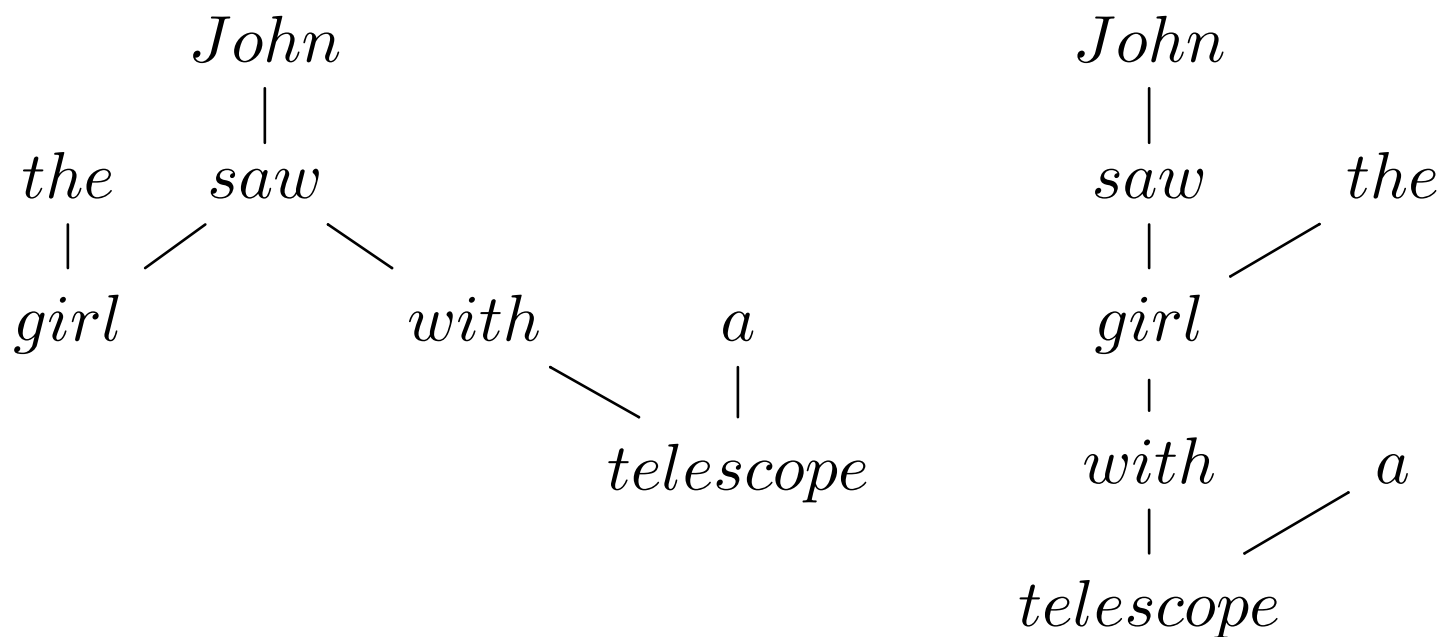 John John
the saw saw the
girl with a girl
telescope with a
telescope